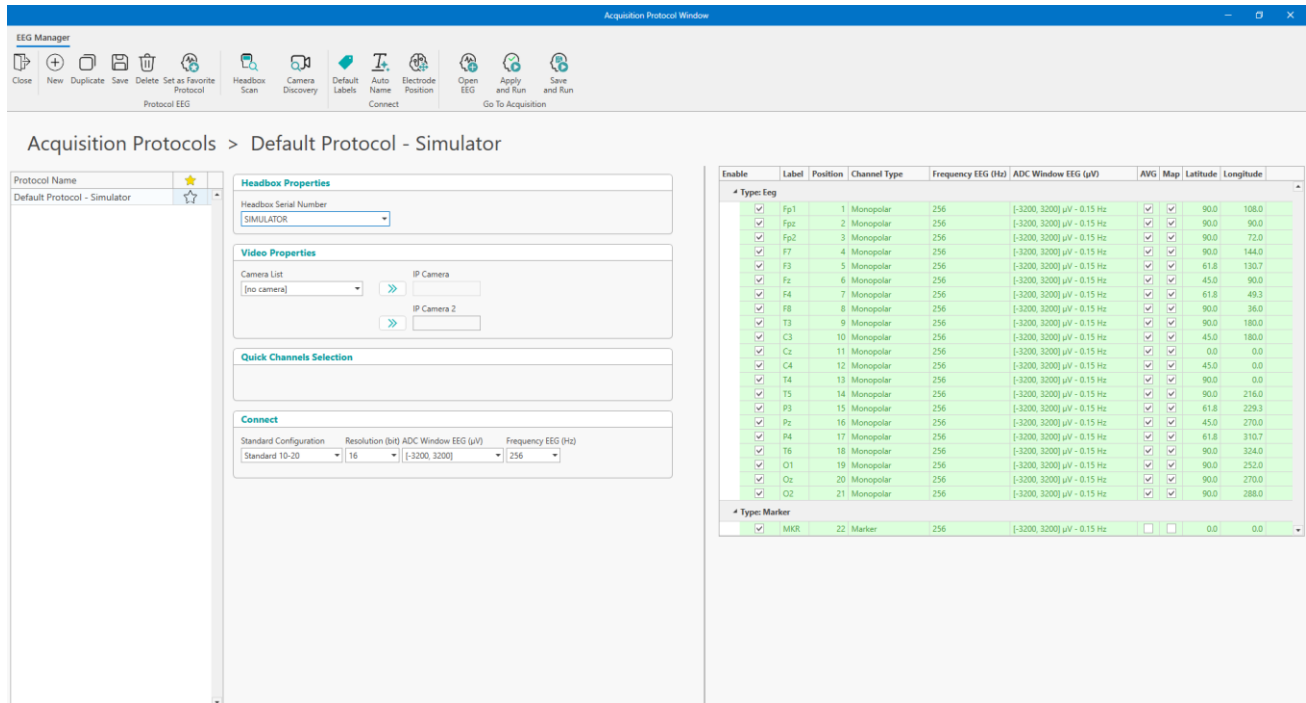 Acquisition Protocol Window
EEG Manager
Close New Duplicate Save Delete Set as Favorite Protocol Headbox Scan Camera Discovery Default Labels Auto Name Electrode Position Open EEG Apply and Run Save and Run
Protocol EEG Connect Go To Acquisition
Acquisition Protocols > Default Protocol - Simulator
Protocol Name
Default Protocol - Simulator
Headbox Properties
Headbox Serial Number
SIMULATOR
Video Properties
Camera List IP Camera
[no camera]
IP Camera 2
Quick Channels Selection
Connect
Standard Configuration Resolution (bit) ADC Window EEG (µV) Frequency EEG (Hz)
Standard 10-20 16 [-3200, 3200] 256
Enable Label Position Channel Type Frequency EEG (Hz) ADC Window EEG (µV) AVG Map Latitude Longitude
Type: Eeg
Fp1 1 Monopolar 256 [-3200, 3200] µV - 0.15 Hz 90.0 108.0
Fpz 2 Monopolar 256 [-3200, 3200] µV - 0.15 Hz 90.0 90.0
Fp2 3 Monopolar 256 [-3200, 3200] µV - 0.15 Hz 90.0 72.0
F7 4 Monopolar 256 [-3200, 3200] µV - 0.15 Hz 90.0 144.0
F3 5 Monopolar 256 [-3200, 3200] µV - 0.15 Hz 61.8 130.7
Fz 6 Monopolar 256 [-3200, 3200] µV - 0.15 Hz 45.0 90.0
F4 7 Monopolar 256 [-3200, 3200] µV - 0.15 Hz 61.8 49.3
F8 8 Monopolar 256 [-3200, 3200] µV - 0.15 Hz 90.0 36.0
T3 9 Monopolar 256 [-3200, 3200] µV - 0.15 Hz 90.0 180.0
C3 10 Monopolar 256 [-3200, 3200] µV - 0.15 Hz 45.0 180.0
Cz 11 Monopolar 256 [-3200, 3200] µV - 0.15 Hz 0.0 0.0
C4 12 Monopolar 256 [-3200, 3200] µV - 0.15 Hz 45.0 0.0
T4 13 Monopolar 256 [-3200, 3200] µV - 0.15 Hz 90.0 0.0
T5 14 Monopolar 256 [-3200, 3200] µV - 0.15 Hz 90.0 216.0
P3 15 Monopolar 256 [-3200, 3200] µV - 0.15 Hz 61.8 229.3
Pz 16 Monopolar 256 [-3200, 3200] µV - 0.15 Hz 45.0 270.0
P4 17 Monopolar 256 [-3200, 3200] µV - 0.15 Hz 61.8 310.7
T6 18 Monopolar 256 [-3200, 3200] µV - 0.15 Hz 90.0 324.0
O1 19 Monopolar 256 [-3200, 3200] µV - 0.15 Hz 90.0 252.0
Oz 20 Monopolar 256 [-3200, 3200] µV - 0.15 Hz 90.0 270.0
O2 21 Monopolar 256 [-3200, 3200] µV - 0.15 Hz 90.0 288.0
Type: Marker
MKR 22 Marker 256 [-3200, 3200] µV - 0.15 Hz 0.0 0.0